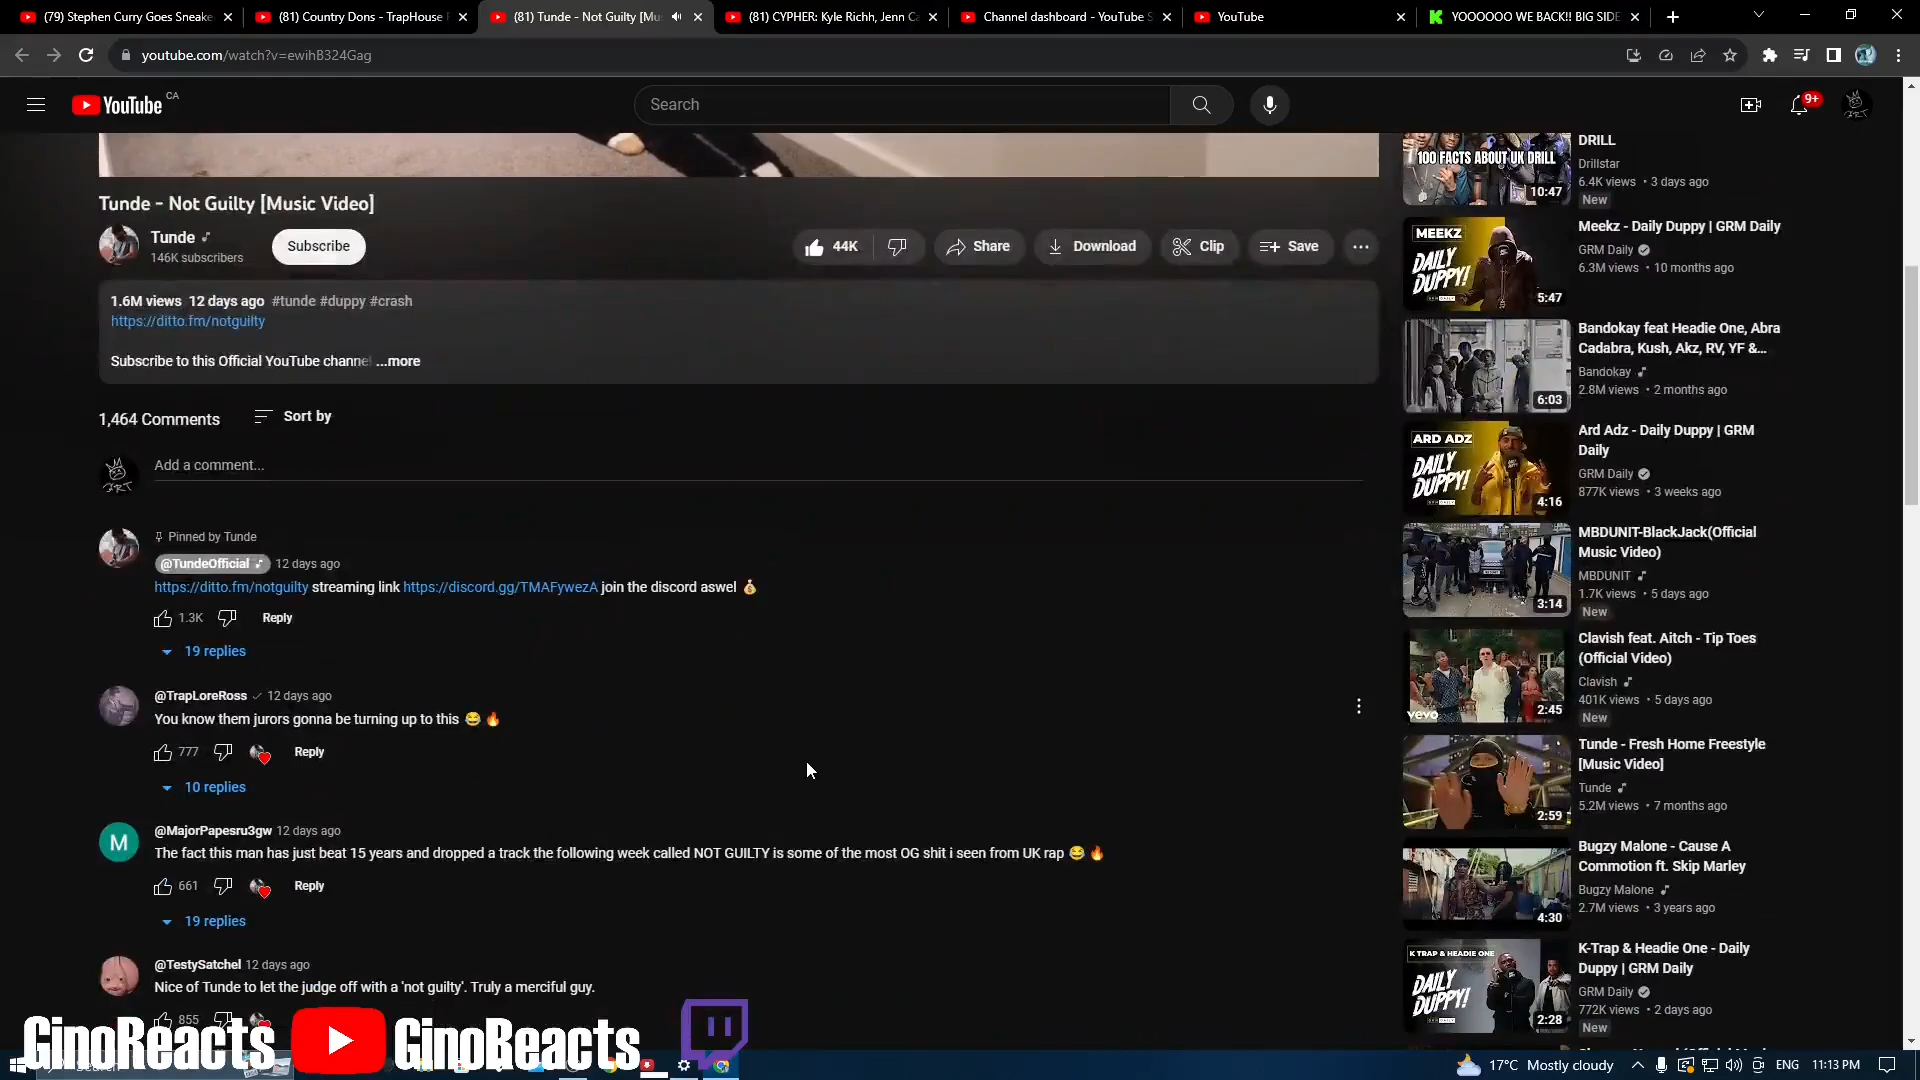 (79) Stephen Curry Goes Sneake
(81) Country Dons - TrapHouse
(81) Tunde - Not Guilty [Mu
(81) CYPHER: Kyle Richh, Jenn Ca
Channel dashboard - YouTube S
YouTube
YOOOOOO WE BACK!! BIG SIDE
youtube.com/watch?v=ewihB324Gag
YouTube CA
Search
9+
Tunde - Not Guilty [Music Video]
Tunde
146K subscribers
Subscribe
44K
Share
Download
Clip
Save
1.6M views 12 days ago #tunde #duppy #crash
https://ditto.fm/notguilty
Subscribe to this Official YouTube channel ...more
1,464 Comments
Sort by
Add a comment...
Pinned by Tunde
@TundeOfficial 12 days ago
https://ditto.fm/notguilty streaming link https://discord.gg/TMAFywezA join the discord aswel 💰
1.3K
Reply
19 replies
@TrapLoreRoss 12 days ago
You know them jurors gonna be turning up to this 😂 🔥
777
Reply
10 replies
@MajorPapesru3gw 12 days ago
The fact this man has just beat 15 years and dropped a track the following week called NOT GUILTY is some of the most OG shit i seen from UK rap 😂 🔥
661
Reply
19 replies
@TestySatchel 12 days ago
Nice of Tunde to let the judge off with a 'not guilty'. Truly a merciful guy.
855
100 FACTS ABOUT UK DRILL
10:47
DRILL
Drillstar
6.4K views • 3 days ago
New
MEEKZ
DAILY
DUPPY!
5:47
Meekz - Daily Duppy | GRM Daily
GRM Daily
6.3M views • 10 months ago
6:03
Bandokay feat Headie One, Abra
Cadabra, Kush, Akz, RV, YF &...
Bandokay
2.8M views • 2 months ago
ARD ADZ
DAILY
DUPPY!
4:16
Ard Adz - Daily Duppy | GRM
Daily
GRM Daily
877K views • 3 weeks ago
3:14
MBDUNIT-BlackJack(Official
Music Video)
MBDUNIT
1.7K views • 5 days ago
New
vevo
2:45
Clavish feat. Aitch - Tip Toes
(Official Video)
Clavish
401K views • 5 days ago
New
2:59
Tunde - Fresh Home Freestyle
[Music Video]
Tunde
5.2M views • 7 months ago
4:30
Bugzy Malone - Cause A
Commotion ft. Skip Marley
Bugzy Malone
2.7M views • 3 years ago
K TRAP & HEADIE ONE
DAILY
DUPPY!
2:28
K-Trap & Headie One - Daily
Duppy | GRM Daily
GRM Daily
772K views • 2 days ago
New
GinoReacts
GinoReacts
17°C Mostly cloudy
ENG
11:13 PM